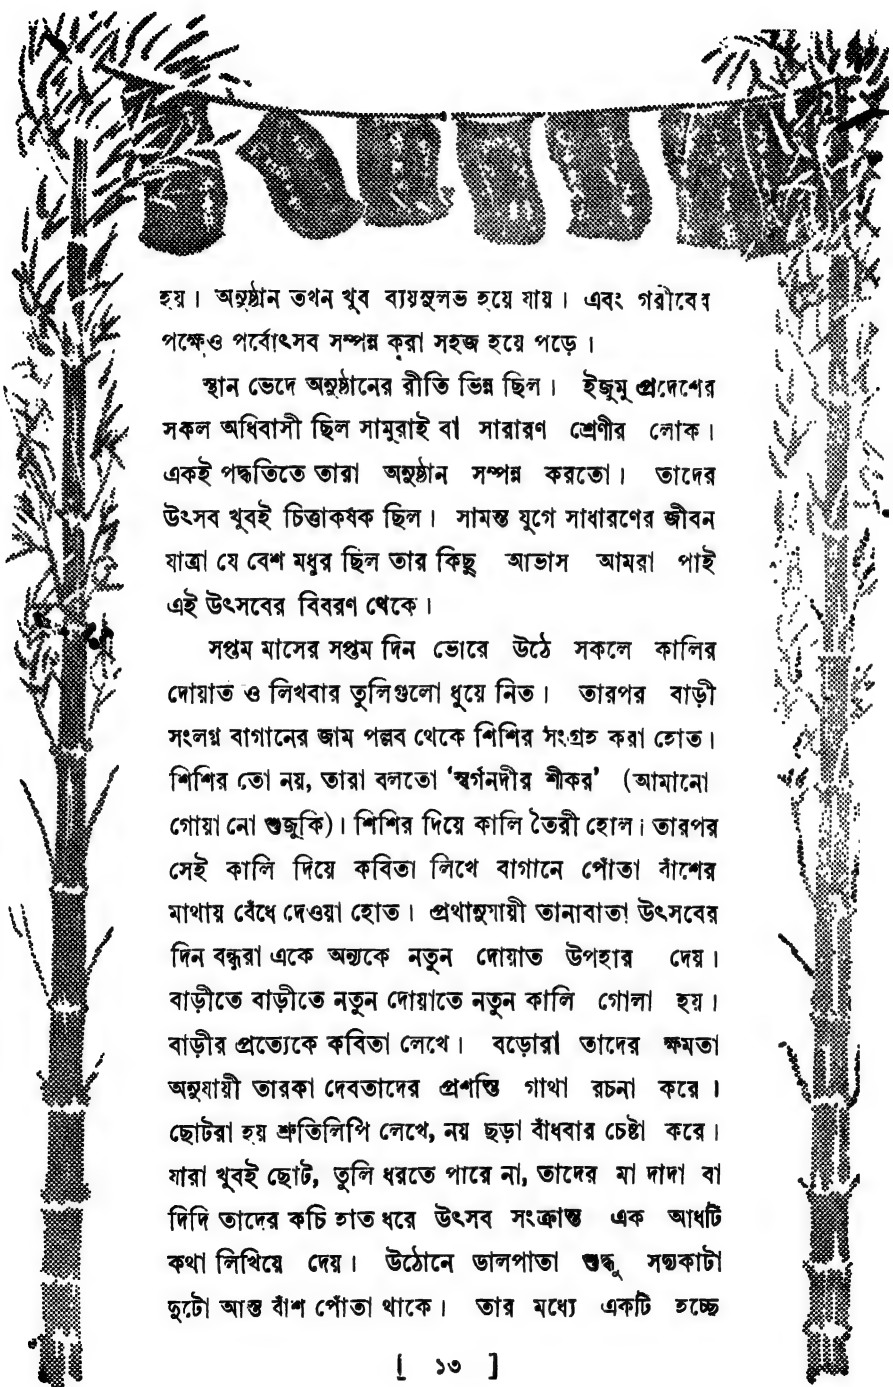 হয়। অনুষ্ঠান তখন খুব ব্যয়সুলভ হয়ে যায়। এবং গরীবের
পক্ষেও পর্বোৎসব সম্পন্ন করা সহজ হয়ে পড়ে।
স্থান ভেদে অনুষ্ঠানের রীতি ভিন্ন ছিল। ইজুমু প্রদেশের
সকল অধিবাসী ছিল সামুরাই বা সারারণ শ্রেণীর লোক।
একই পদ্ধতিতে তারা অনুষ্ঠান সম্পন্ন করতো। তাদের
উৎসব খুবই চিত্তাকর্ষক ছিল। সামন্ত যুগে সাধারণের জীবন
যাত্রা যে বেশ মধুর ছিল তার কিছু আভাস আমরা পাই
এই উৎসবের বিবরণ থেকে।
সপ্তম মাসের সপ্তম দিন ভোরে উঠে সকলে কালির
দোয়াত ও লিখবার তুলিগুলো ধুয়ে নিত। তারপর বাড়ী
সংলগ্ন বাগানের জাম পল্লব থেকে শিশির সংগ্রহ করা হোত।
শিশির তো নয়, তারা বলতো ‘স্বর্গনদীর শীকর’ (আমানো
গোয়া নো শুজুকি)। শিশির দিয়ে কালি তৈরী হোল। তারপর
সেই কালি দিয়ে কবিতা লিখে বাগানে পোঁতা বাঁশের
মাথায় বেঁধে দেওয়া হোত। প্রথানুযায়ী তানাবাতা উৎসবের
দিন বন্ধুরা একে অন্যকে নতুন দোয়াত উপহার দেয়।
বাড়ীতে বাড়ীতে নতুন দোয়াতে নতুন কালি গোলা হয়।
বাড়ীর প্রত্যেকে কবিতা লেখে। বড়োরা তাদের ক্ষমতা
অনুযায়ী তারকা দেবতাদের প্রশস্তি গাথা রচনা করে।
ছোটরা হয় শ্রুতিলিপি লেখে, নয় ছড়া বাঁধবার চেষ্টা করে।
যারা খুবই ছোট, তুলি ধরতে পারে না, তাদের মা দাদা বা
দিদি তাদের কচি হাত ধরে উৎসব সংক্রান্ত এক আধটি
কথা লিখিয়ে দেয়। উঠোনে ডালপাতা শুদ্ধু সদ্যকাটা
দুটো আস্ত বাঁশ পোঁতা থাকে। তার মধ্যে একটি হচ্ছে
[ ১৩ ]